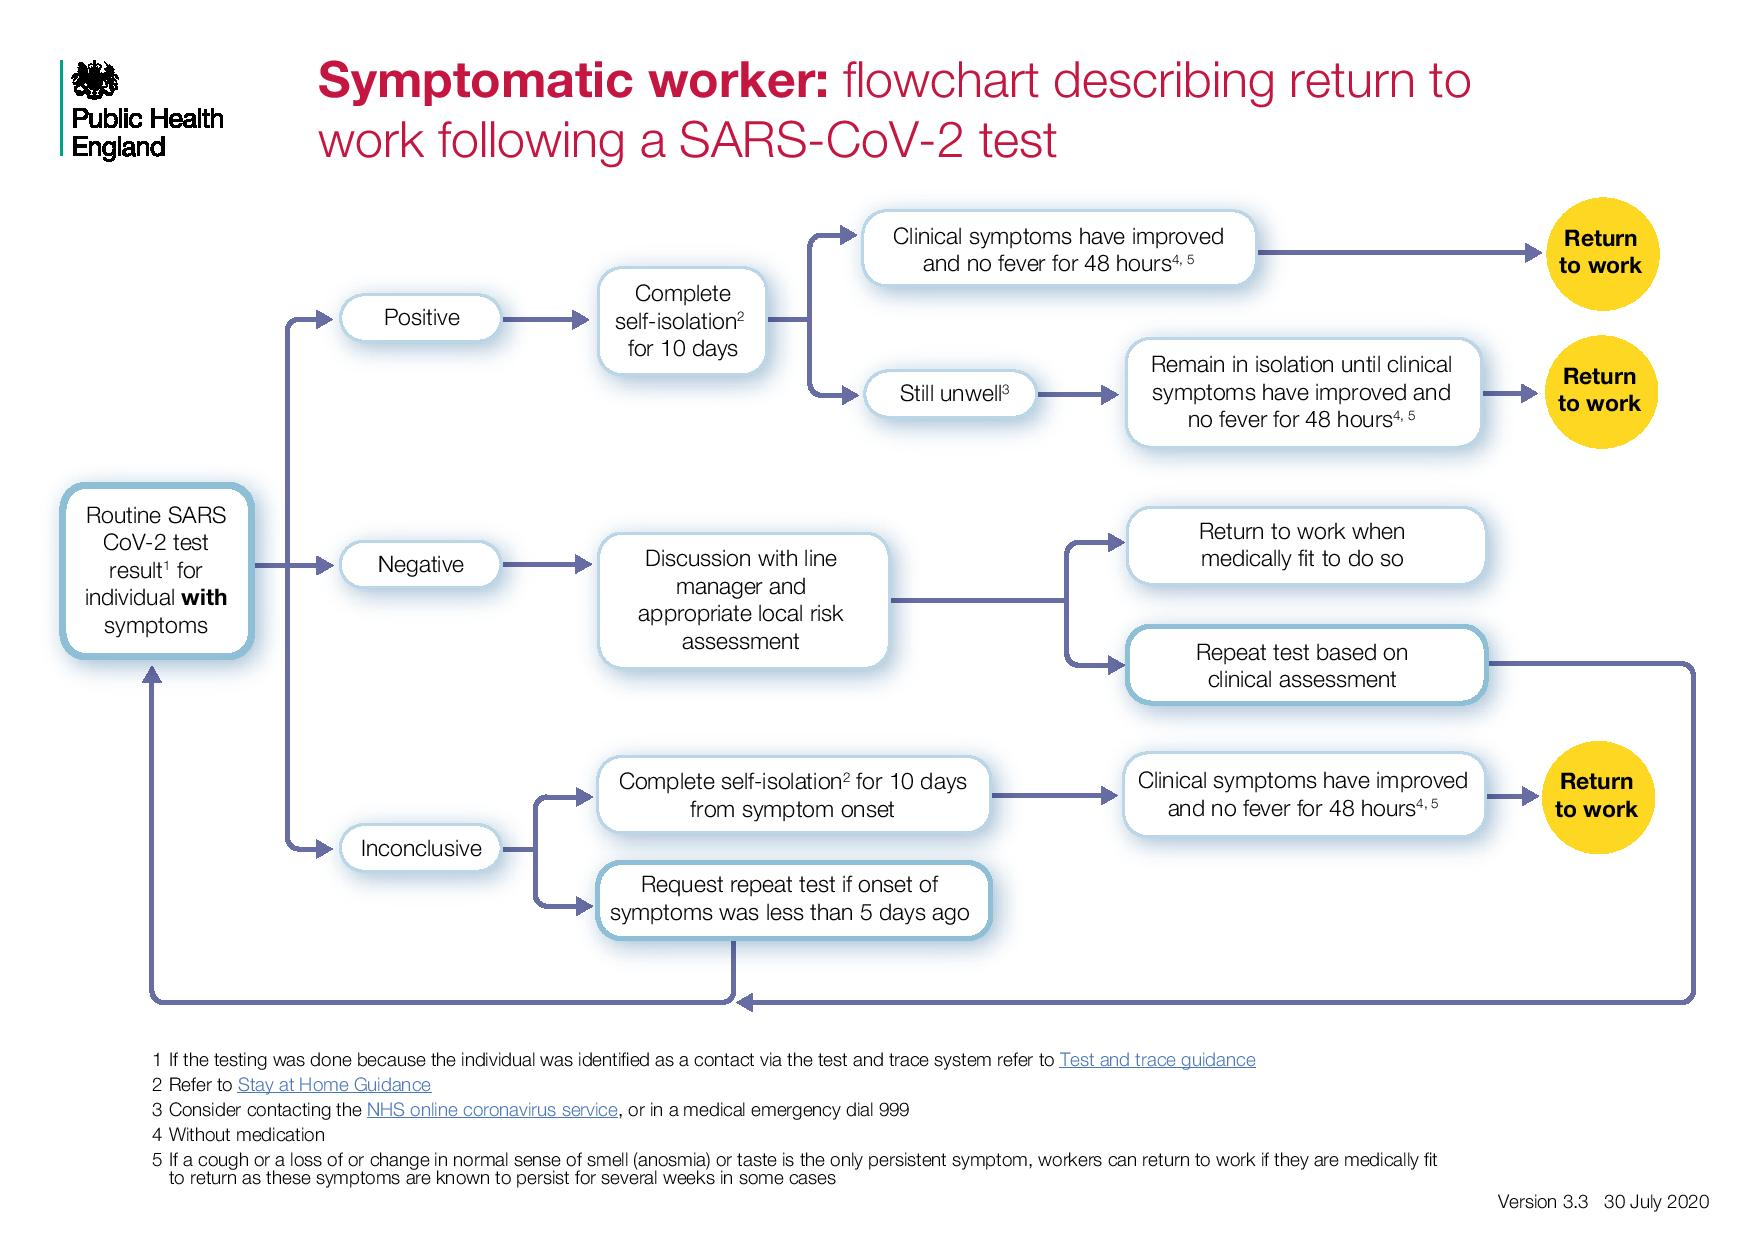 Public Health
England
Symptomatic worker: flowchart describing return to
work following a SARS-CoV-2 test
Routine SARS
CoV-2 test
result1 for
individual with
symptoms
Positive
Complete
self-isolation2
for 10 days
Clinical symptoms have improved
and no fever for 48 hours4, 5
Return
to work
Still unwell3
Remain in isolation until clinical
symptoms have improved and
no fever for 48 hours4, 5
Return
to work
Negative
Discussion with line
manager and
appropriate local risk
assessment
Return to work when
medically fit to do so
Repeat test based on
clinical assessment
Inconclusive
Complete self-isolation2 for 10 days
from symptom onset
Clinical symptoms have improved
and no fever for 48 hours4, 5
Return
to work
Request repeat test if onset of
symptoms was less than 5 days ago
1 If the testing was done because the individual was identified as a contact via the test and trace system refer to Test and trace guidance
2 Refer to Stay at Home Guidance
3 Consider contacting the NHS online coronavirus service, or in a medical emergency dial 999
4 Without medication
5 If a cough or a loss of or change in normal sense of smell (anosmia) or taste is the only persistent symptom, workers can return to work if they are medically fit
to return as these symptoms are known to persist for several weeks in some cases
Version 3.3 30 July 2020